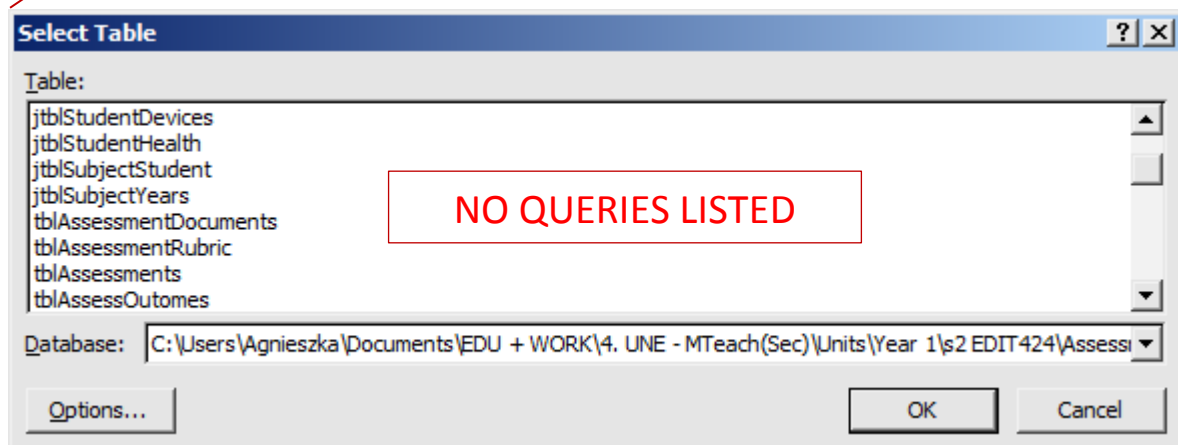 Select Table
Table:
jtblStudentDevices
jtblStudentHealth
jtblSubjectStudent
jtblSubjectYears
tblAssessmentDocuments
tblAssessmentRubric
tblAssessments
tblAssessOutomes
NO QUERIES LISTED
Database: C:\Users\Agnieszka\Documents\EDU + WORK\4. UNE - MTeach(Sec)\Units\Year 1\s2 EDIT424\Assess
Options... OK Cancel